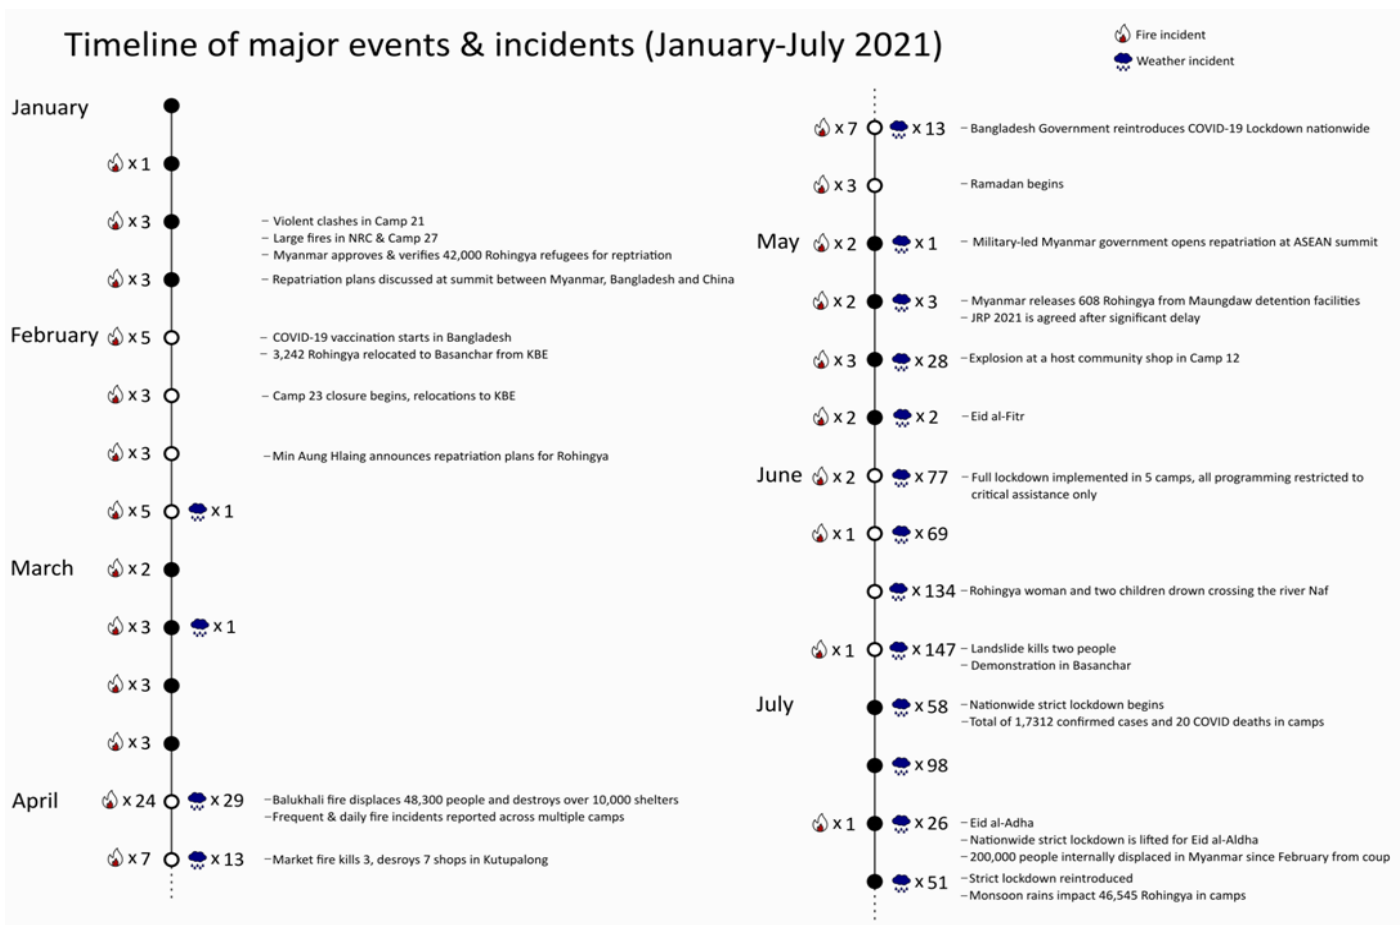 Timeline of major events & incidents (January-July 2021)
Fire incident
Weather incident
January
x 1
x 3
– Violent clashes in Camp 21
– Large fires in NRC & Camp 27
– Myanmar approves & verifies 42,000 Rohingya refugees for reptriation
x 3
– Repatriation plans discussed at summit between Myanmar, Bangladesh and China
February x 5
– COVID-19 vaccination starts in Bangladesh
– 3,242 Rohingya relocated to Basanchar from KBE
x 3
– Camp 23 closure begins, relocations to KBE
x 3
–Min Aung Hlaing announces repatriation plans for Rohingya
x 5 x 1
March x 2
x 3 x 1
x 3
x 3
April x 24 x 29
–Balukhali fire displaces 48,300 people and destroys over 10,000 shelters
–Frequent & daily fire incidents reported across multiple camps
x 7 x 13
–Market fire kills 3, desroys 7 shops in Kutupalong
x 7 x 13
– Bangladesh Government reintroduces COVID-19 Lockdown nationwide
x 3
– Ramadan begins
May x 2 x 1
– Military-led Myanmar government opens repatriation at ASEAN summit
x 2 x 3
– Myanmar releases 608 Rohingya from Maungdaw detention facilities
– JRP 2021 is agreed after significant delay
x 3 x 28
–Explosion at a host community shop in Camp 12
x 2 x 2
–Eid al-Fitr
June x 2 x 77
– Full lockdown implemented in 5 camps, all programming restricted to
critical assistance only
x 1 x 69
x 134
–Rohingya woman and two children drown crossing the river Naf
x 1 x 147
– Landslide kills two people
– Demonstration in Basanchar
July x 58
–Nationwide strict lockdown begins
–Total of 1,7312 confirmed cases and 20 COVID deaths in camps
x 98
x 1 x 26
–Eid al-Adha
–Nationwide strict lockdown is lifted for Eid al-Aldha
–200,000 people internally displaced in Myanmar since February from coup
x 51
–Strict lockdown reintroduced
–Monsoon rains impact 46,545 Rohingya in camps